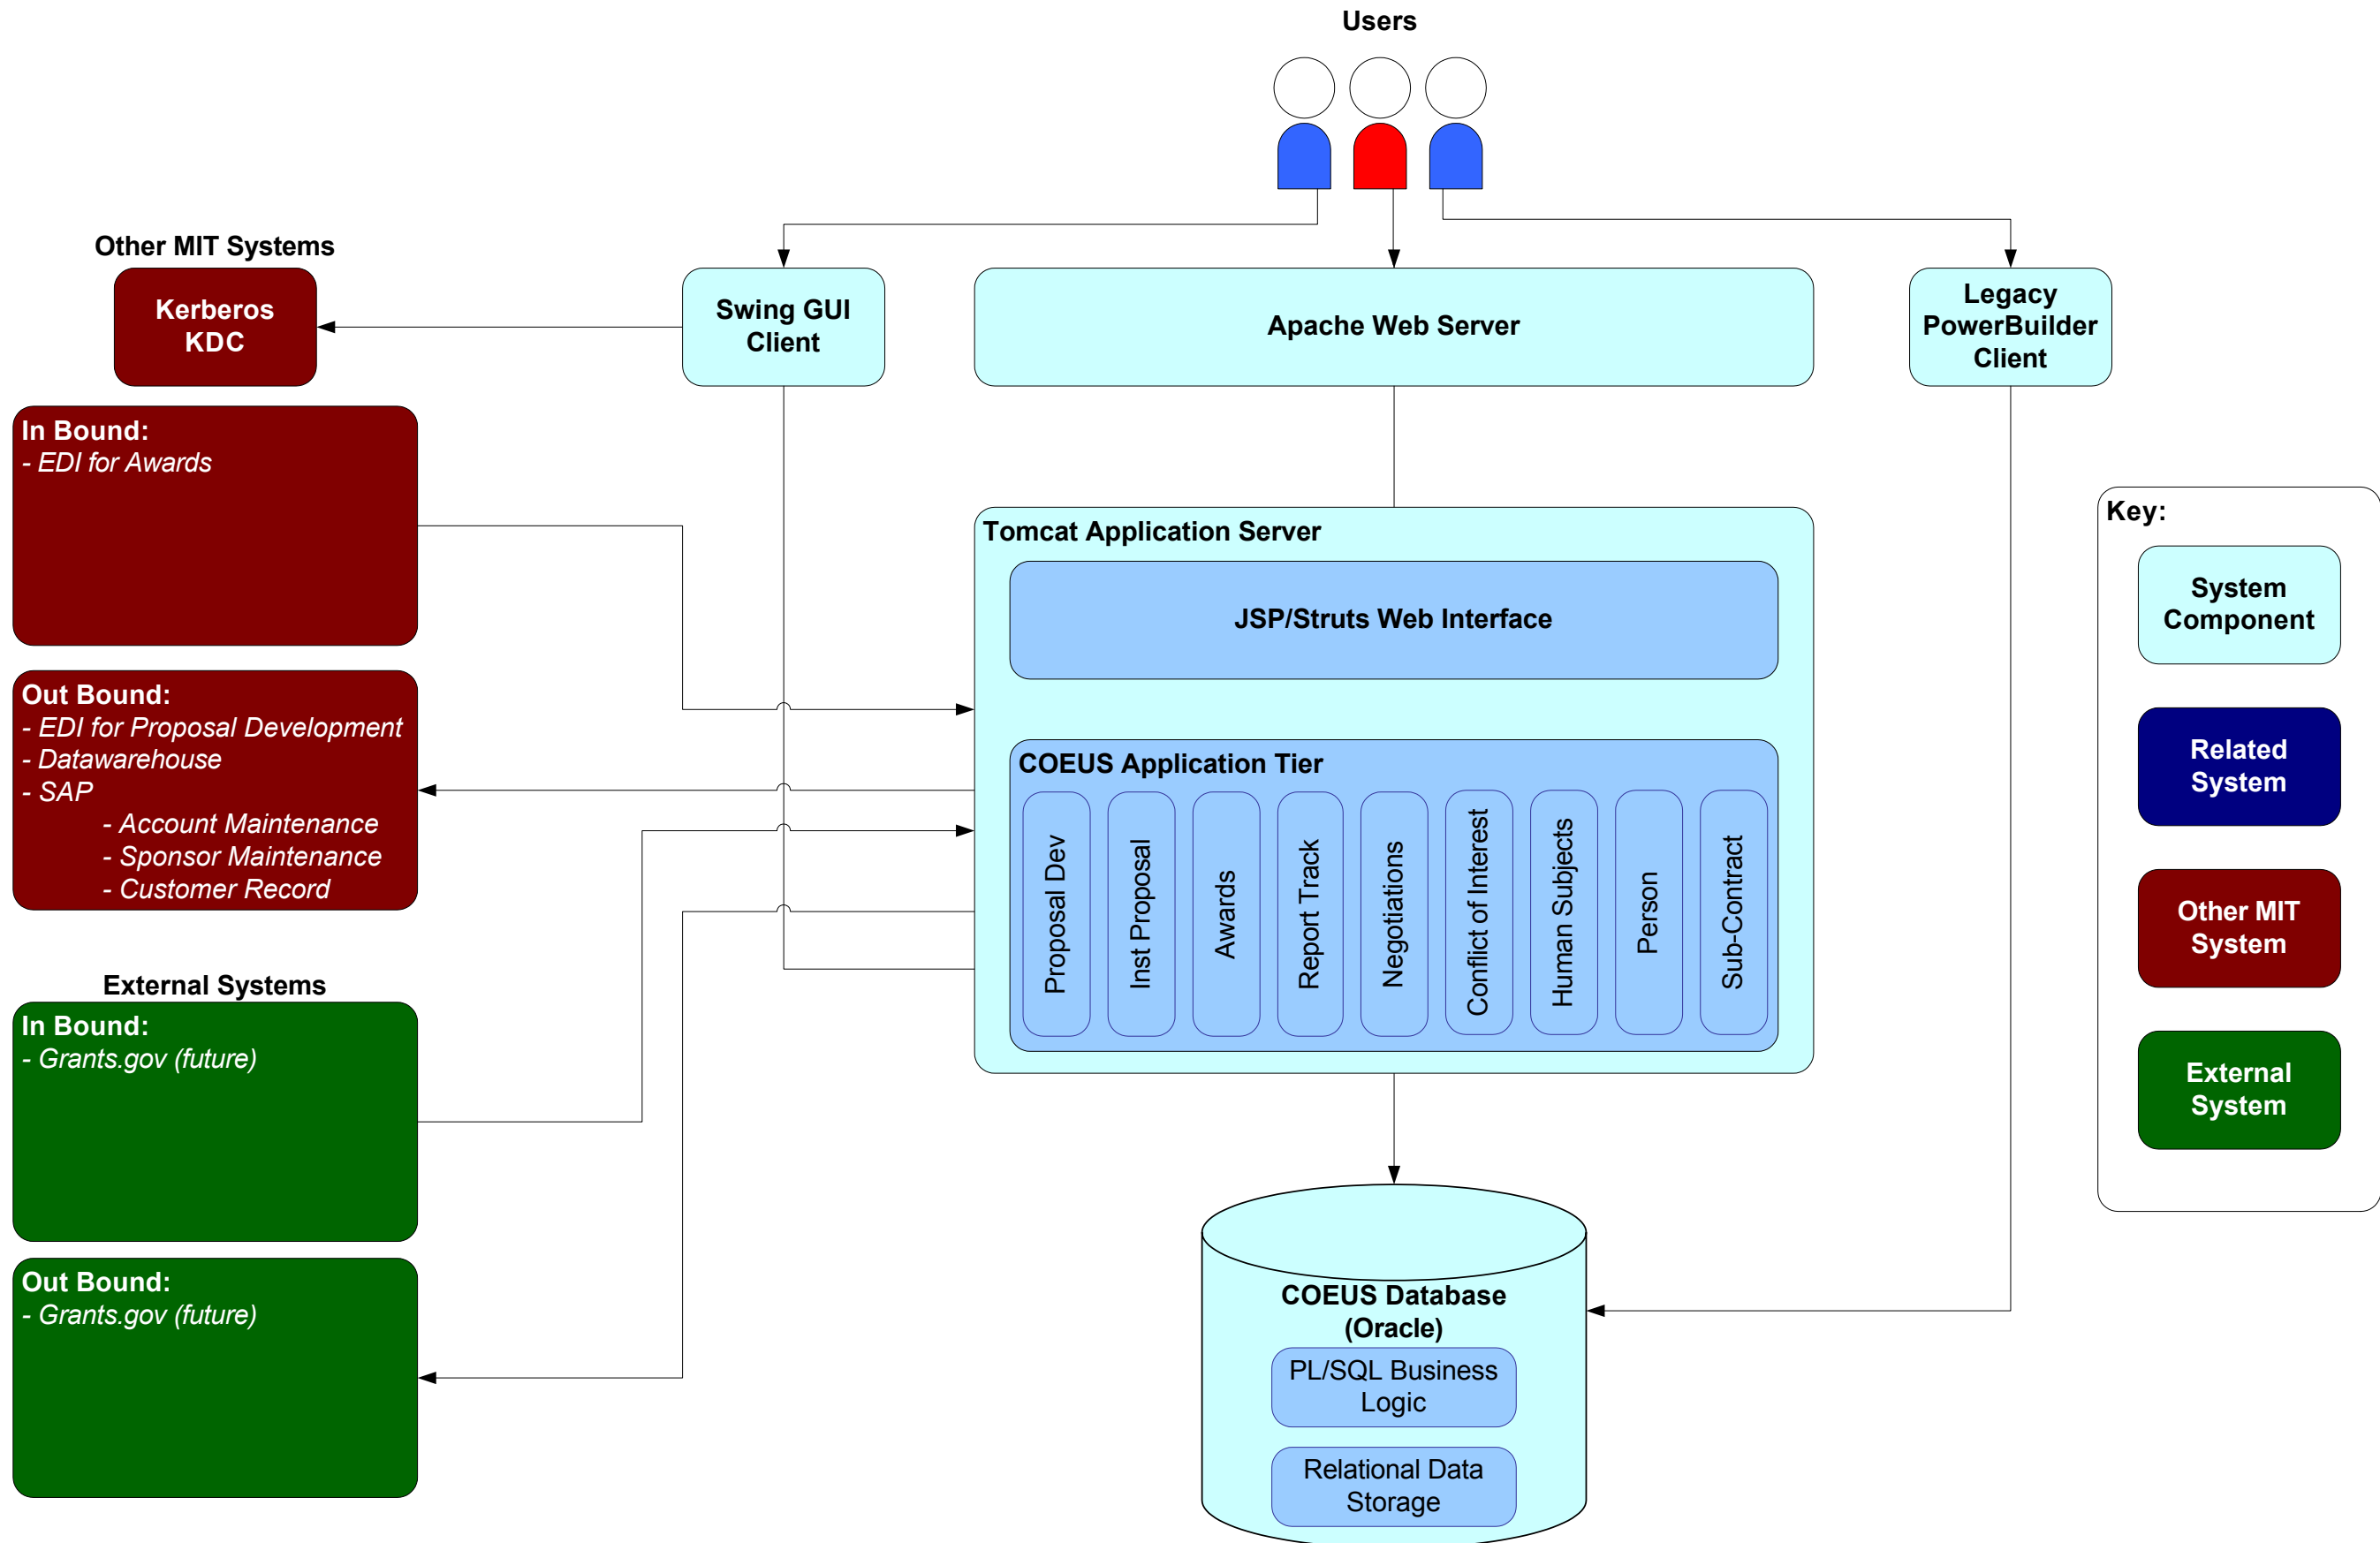 Users
Other MIT Systems
Kerberos
KDC
Swing GUI
Client
Apache Web Server
Legacy
PowerBuilder
Client
In Bound:
- EDI for Awards
Out Bound:
- EDI for Proposal Development
- Datawarehouse
- SAP
- Account Maintenance
- Sponsor Maintenance
- Customer Record
External Systems
In Bound:
- Grants.gov (future)
Out Bound:
- Grants.gov (future)
Tomcat Application Server
JSP/Struts Web Interface
COEUS Application Tier
Proposal Dev
Inst Proposal
Awards
Report Track
Negotiations
Conflict of Interest
Human Subjects
Person
Sub-Contract
COEUS Database
(Oracle)
PL/SQL Business
Logic
Relational Data
Storage
Key:
System
Component
Related
System
Other MIT
System
External
System